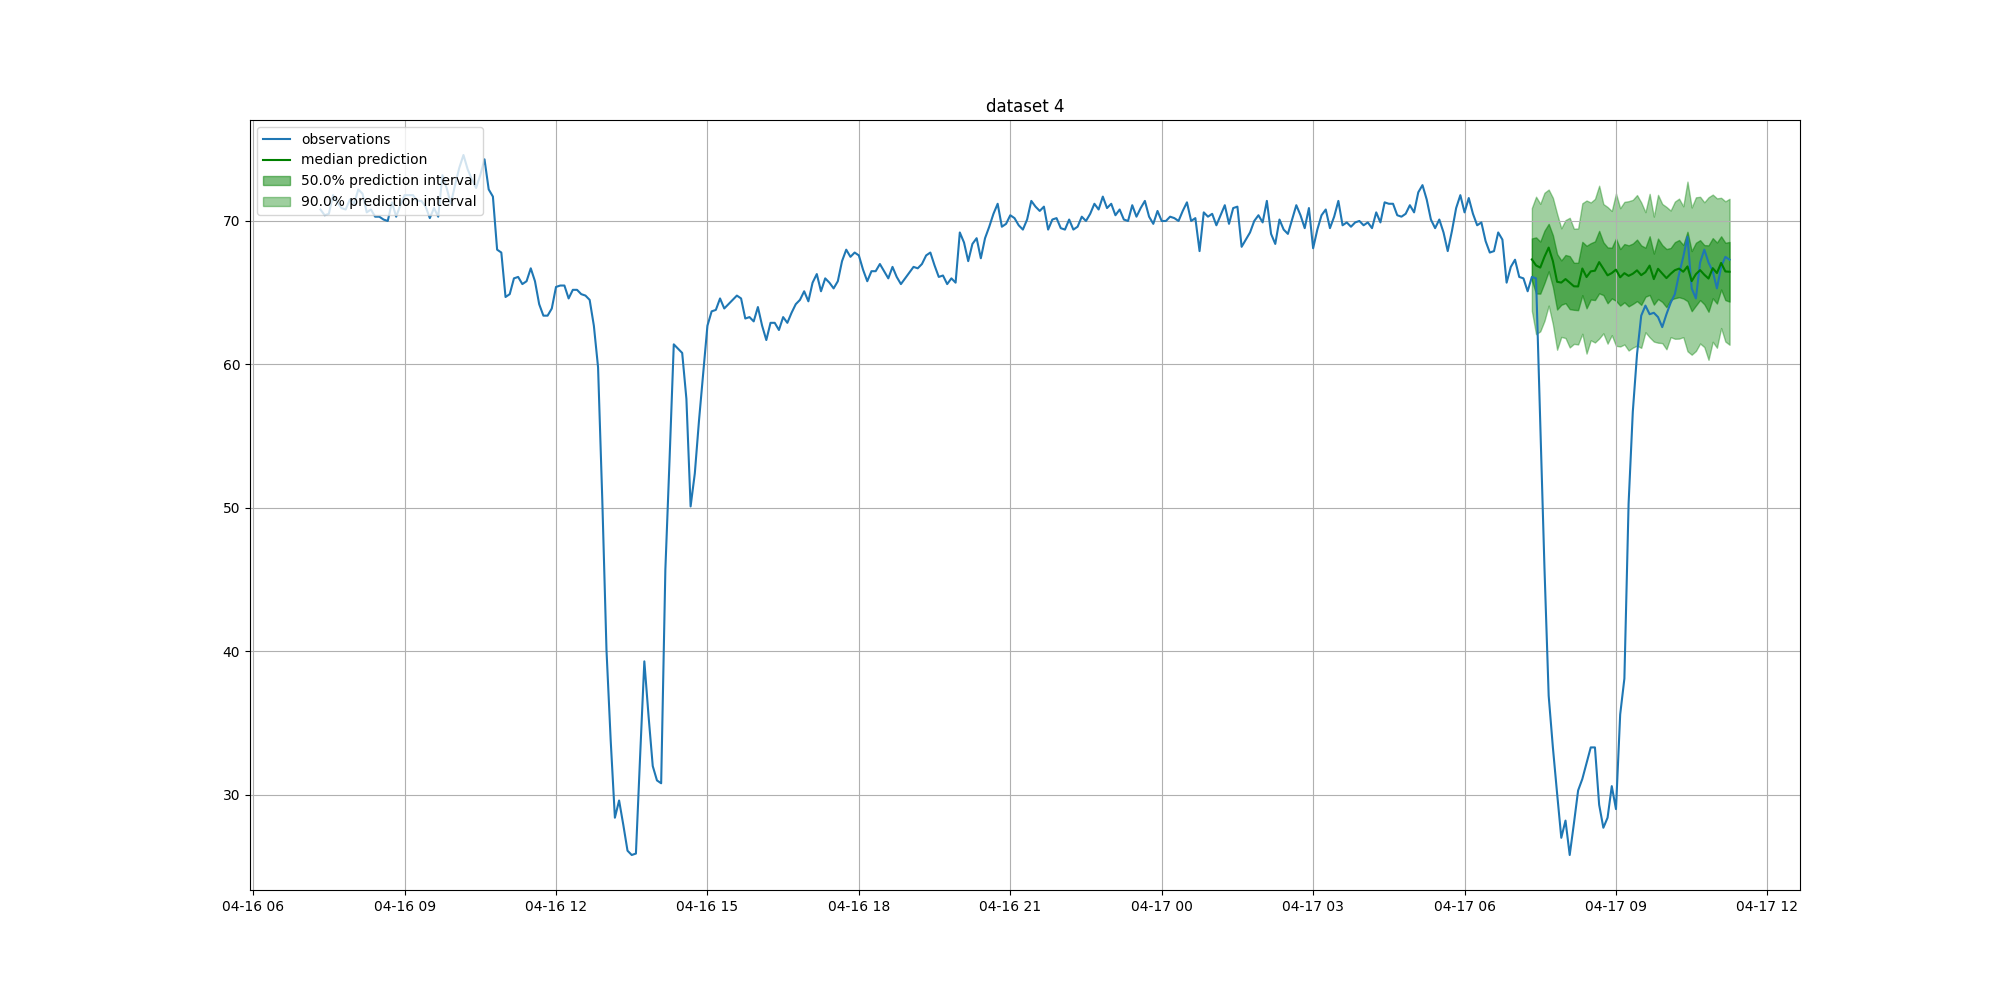 dataset 4
observations
median prediction
50.0% prediction interval
90.0% prediction interval
70
60
50
40
30
04-16 06 04-16 09 04-16 12 04-16 15 04-16 18 04-16 21 04-17 00 04-17 03 04-17 06 04-17 09 04-17 12